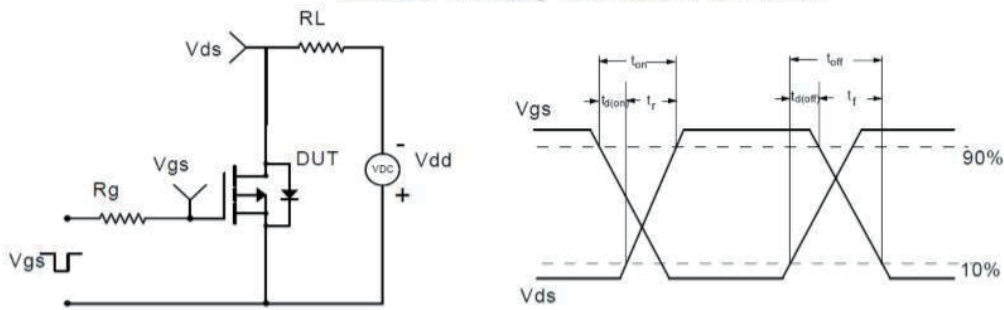 RL
Vds
Vgs
DUT
-
Vdd
VDC
+
Rg
Vgs
ton
toff
td(on)
tr
td(off)
tf
Vgs
90%
10%
Vds